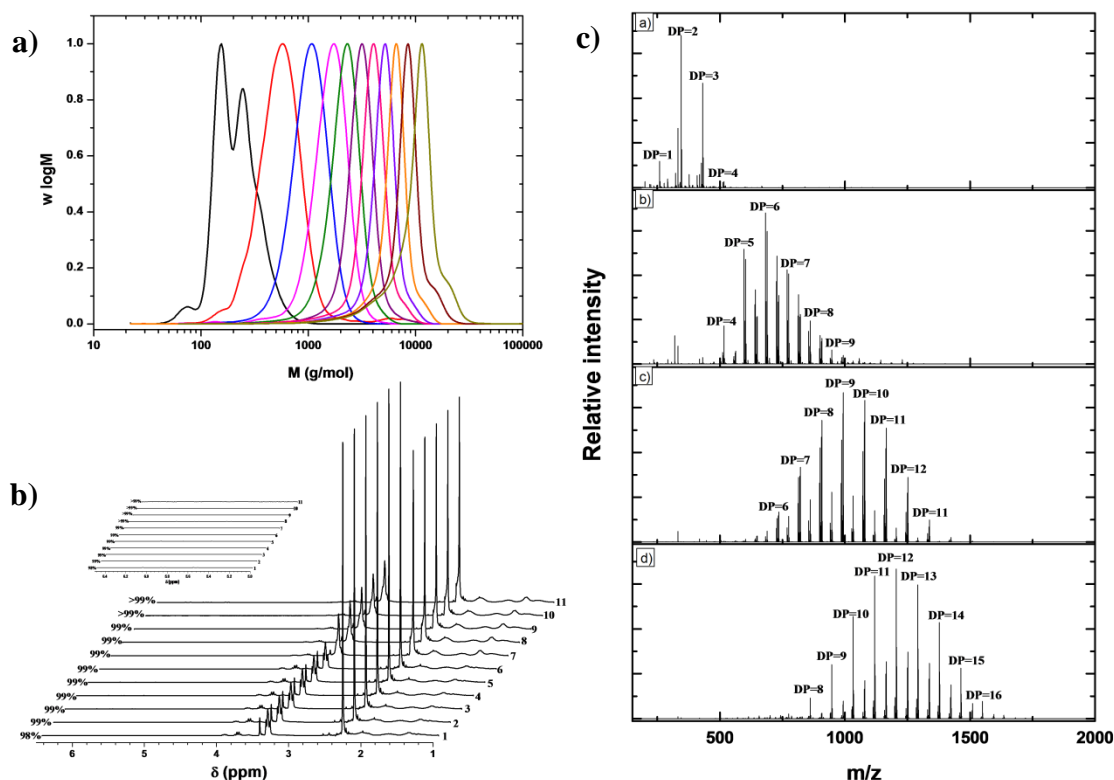 a)
1.0
0.8
0.6
0.4
0.2
0.0
w logM
10
100
1000
10000
100000
M (g/mol)
b)
>99% 11
>99% 10
99% 9
99% 8
99% 7
99% 6
99% 5
99% 4
99% 3
99% 2
98% 1
6
5
4
3
2
1
δ (ppm)
c)
Relative intensity
a)
DP=2
DP=3
DP=1
DP=4
b)
DP=6
DP=5
DP=7
DP=4
DP=8
DP=9
c)
DP=9
DP=10
DP=8
DP=11
DP=7
DP=12
DP=6
DP=11
d)
DP=12
DP=11
DP=13
DP=10
DP=14
DP=9
DP=15
DP=8
DP=16
500
1000
1500
2000
m/z